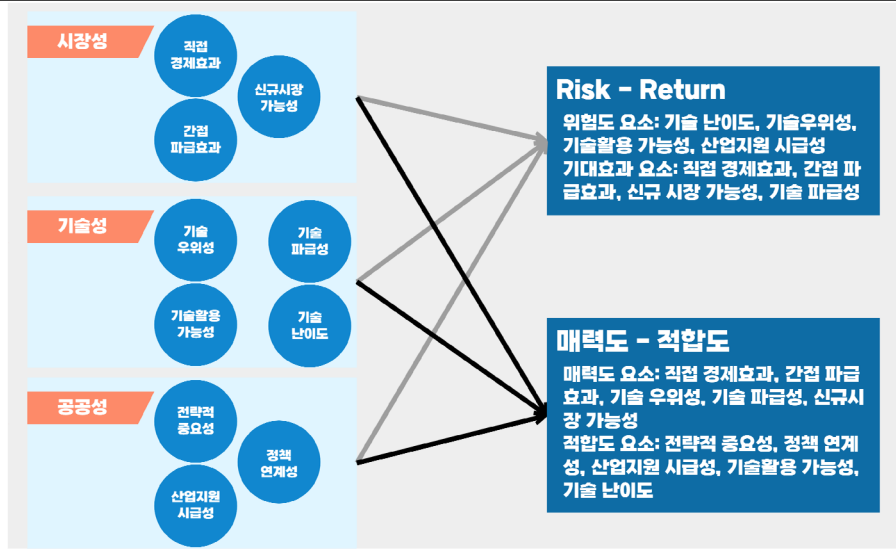 시장성
직접
경제효과
신규시장
가능성
간접
파급효과
기술성
기술
우위성
기술
파급성
기술활용
가능성
기술
난이도
공공성
전략적
중요성
정책
연계성
산업지원
시급성
Risk - Return
위험도 요소: 기술 난이도, 기술우위성,
기술활용 가능성, 산업지원 시급성
기대효과 요소: 직접 경제효과, 간접 파
급효과, 신규 시장 가능성, 기술 파급성
매력도 - 적합도
매력도 요소: 직접 경제효과, 간접 파급
효과, 기술 우위성, 기술 파급성, 신규시
장 가능성
적합도 요소: 전략적 중요성, 정책 연계
성, 산업지원 시급성, 기술활용 가능성,
기술 난이도